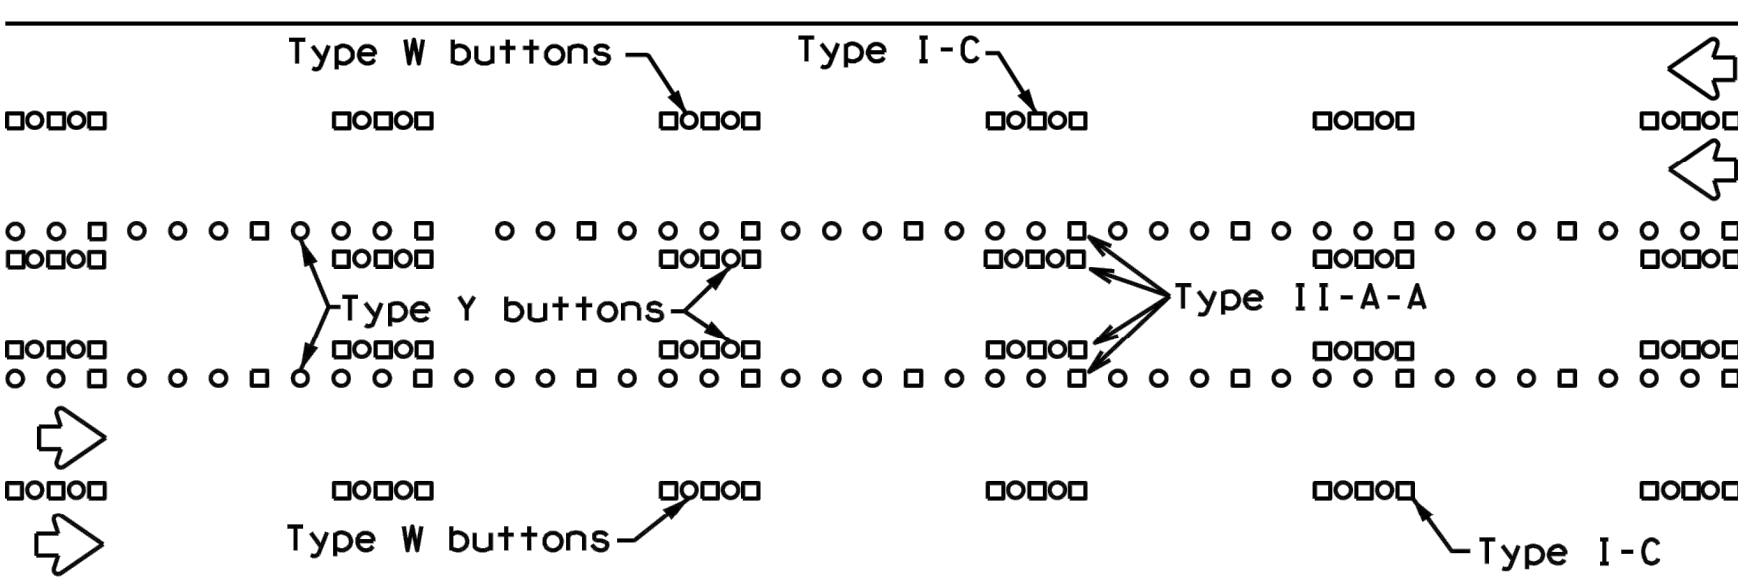 Type W buttons
Type I-C
Type Y buttons
Type II-A-A
Type W buttons
Type I-C